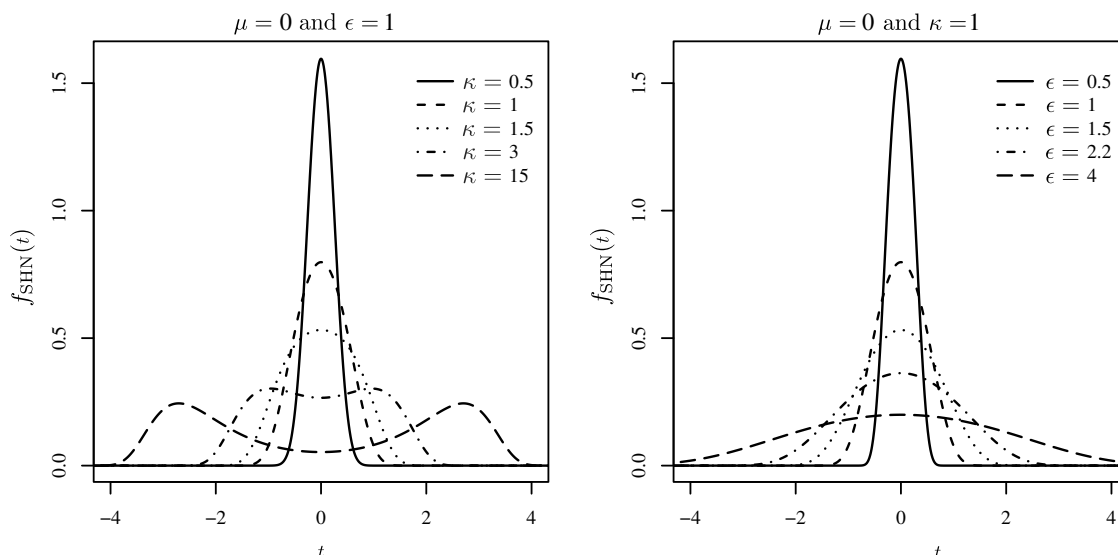 μ = 0 and ϵ = 1
f_SHN(t)
1.5
1.0
0.5
0.0
κ = 0.5
κ = 1
κ = 1.5
κ = 3
κ = 15
−4 −2 0 2 4
t
μ = 0 and κ = 1
f_SHN(t)
1.5
1.0
0.5
0.0
ϵ = 0.5
ϵ = 1
ϵ = 1.5
ϵ = 2.2
ϵ = 4
−4 −2 0 2 4
t